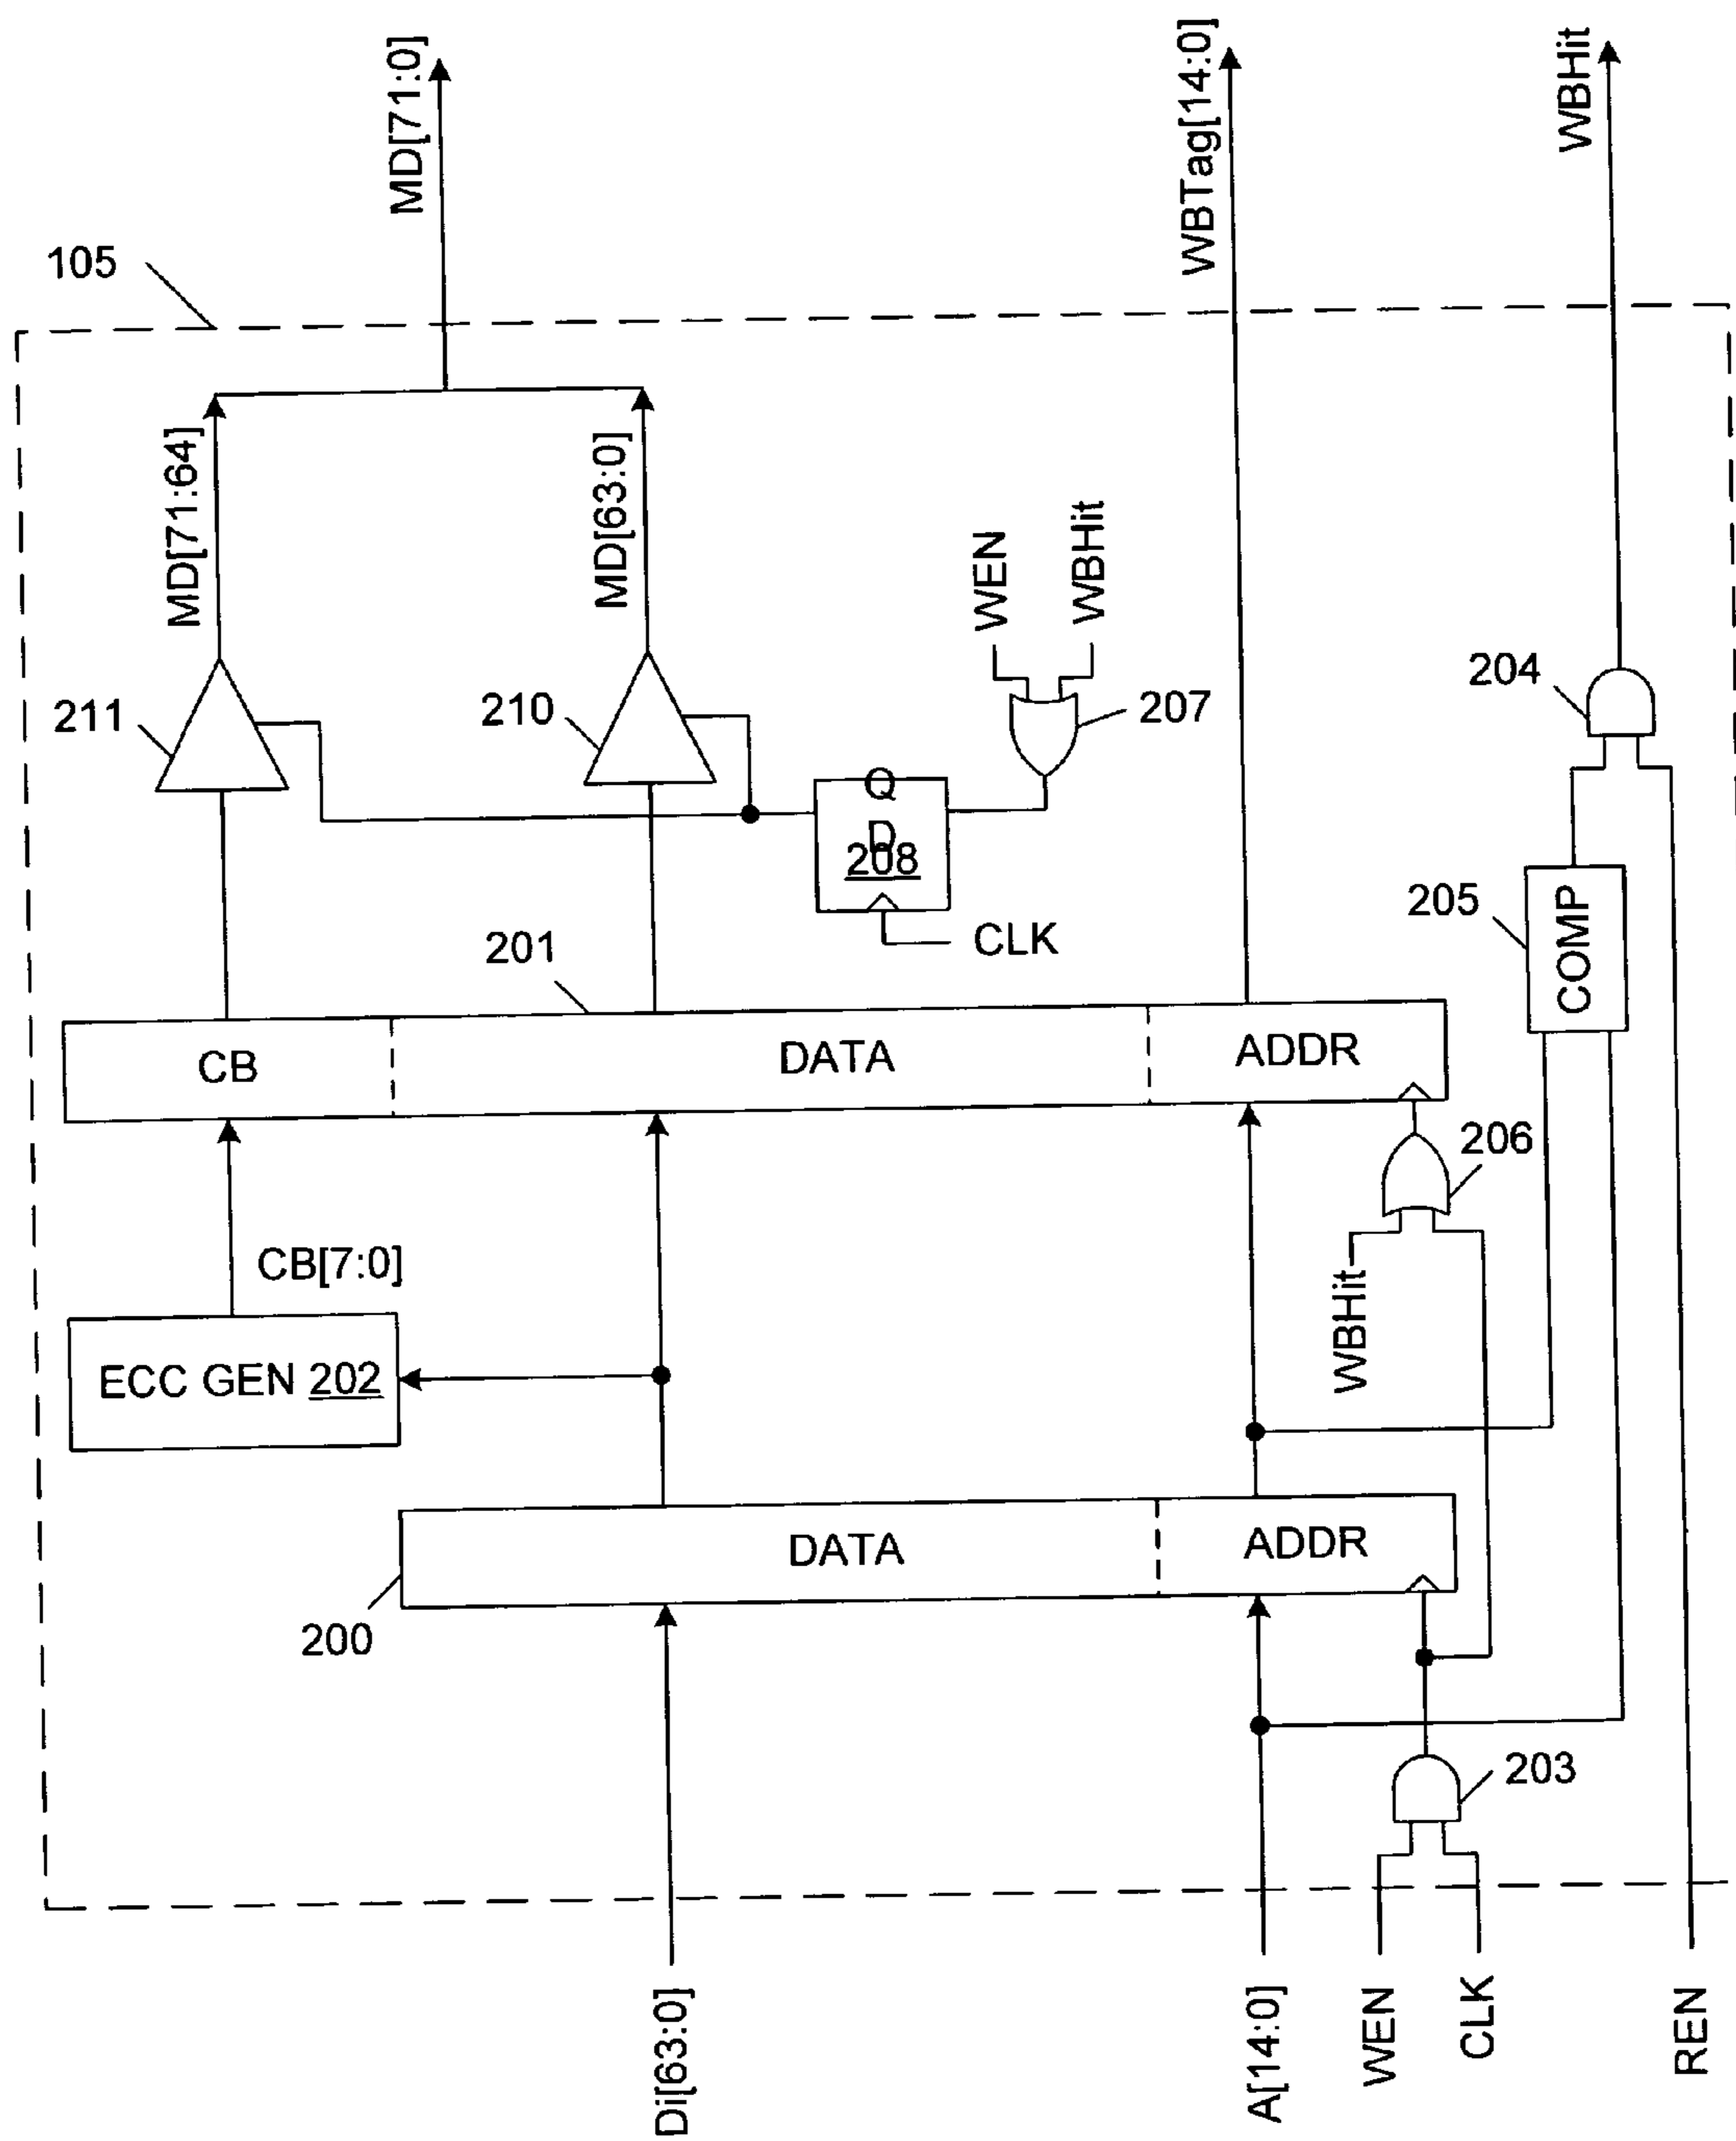 105
MD[71:0]
WBTag[14:0]
WBHit
MD[71:64]
MD[63:0]
211
210
WEN
WBHit
207
204
Q
D
208
CLK
205
COMP
201
CB
DATA
ADDR
206
CB[7:0]
WBHit
ECC GEN 202
DATA
ADDR
200
203
Di[63:0]
A[14:0]
WEN
CLK
REN